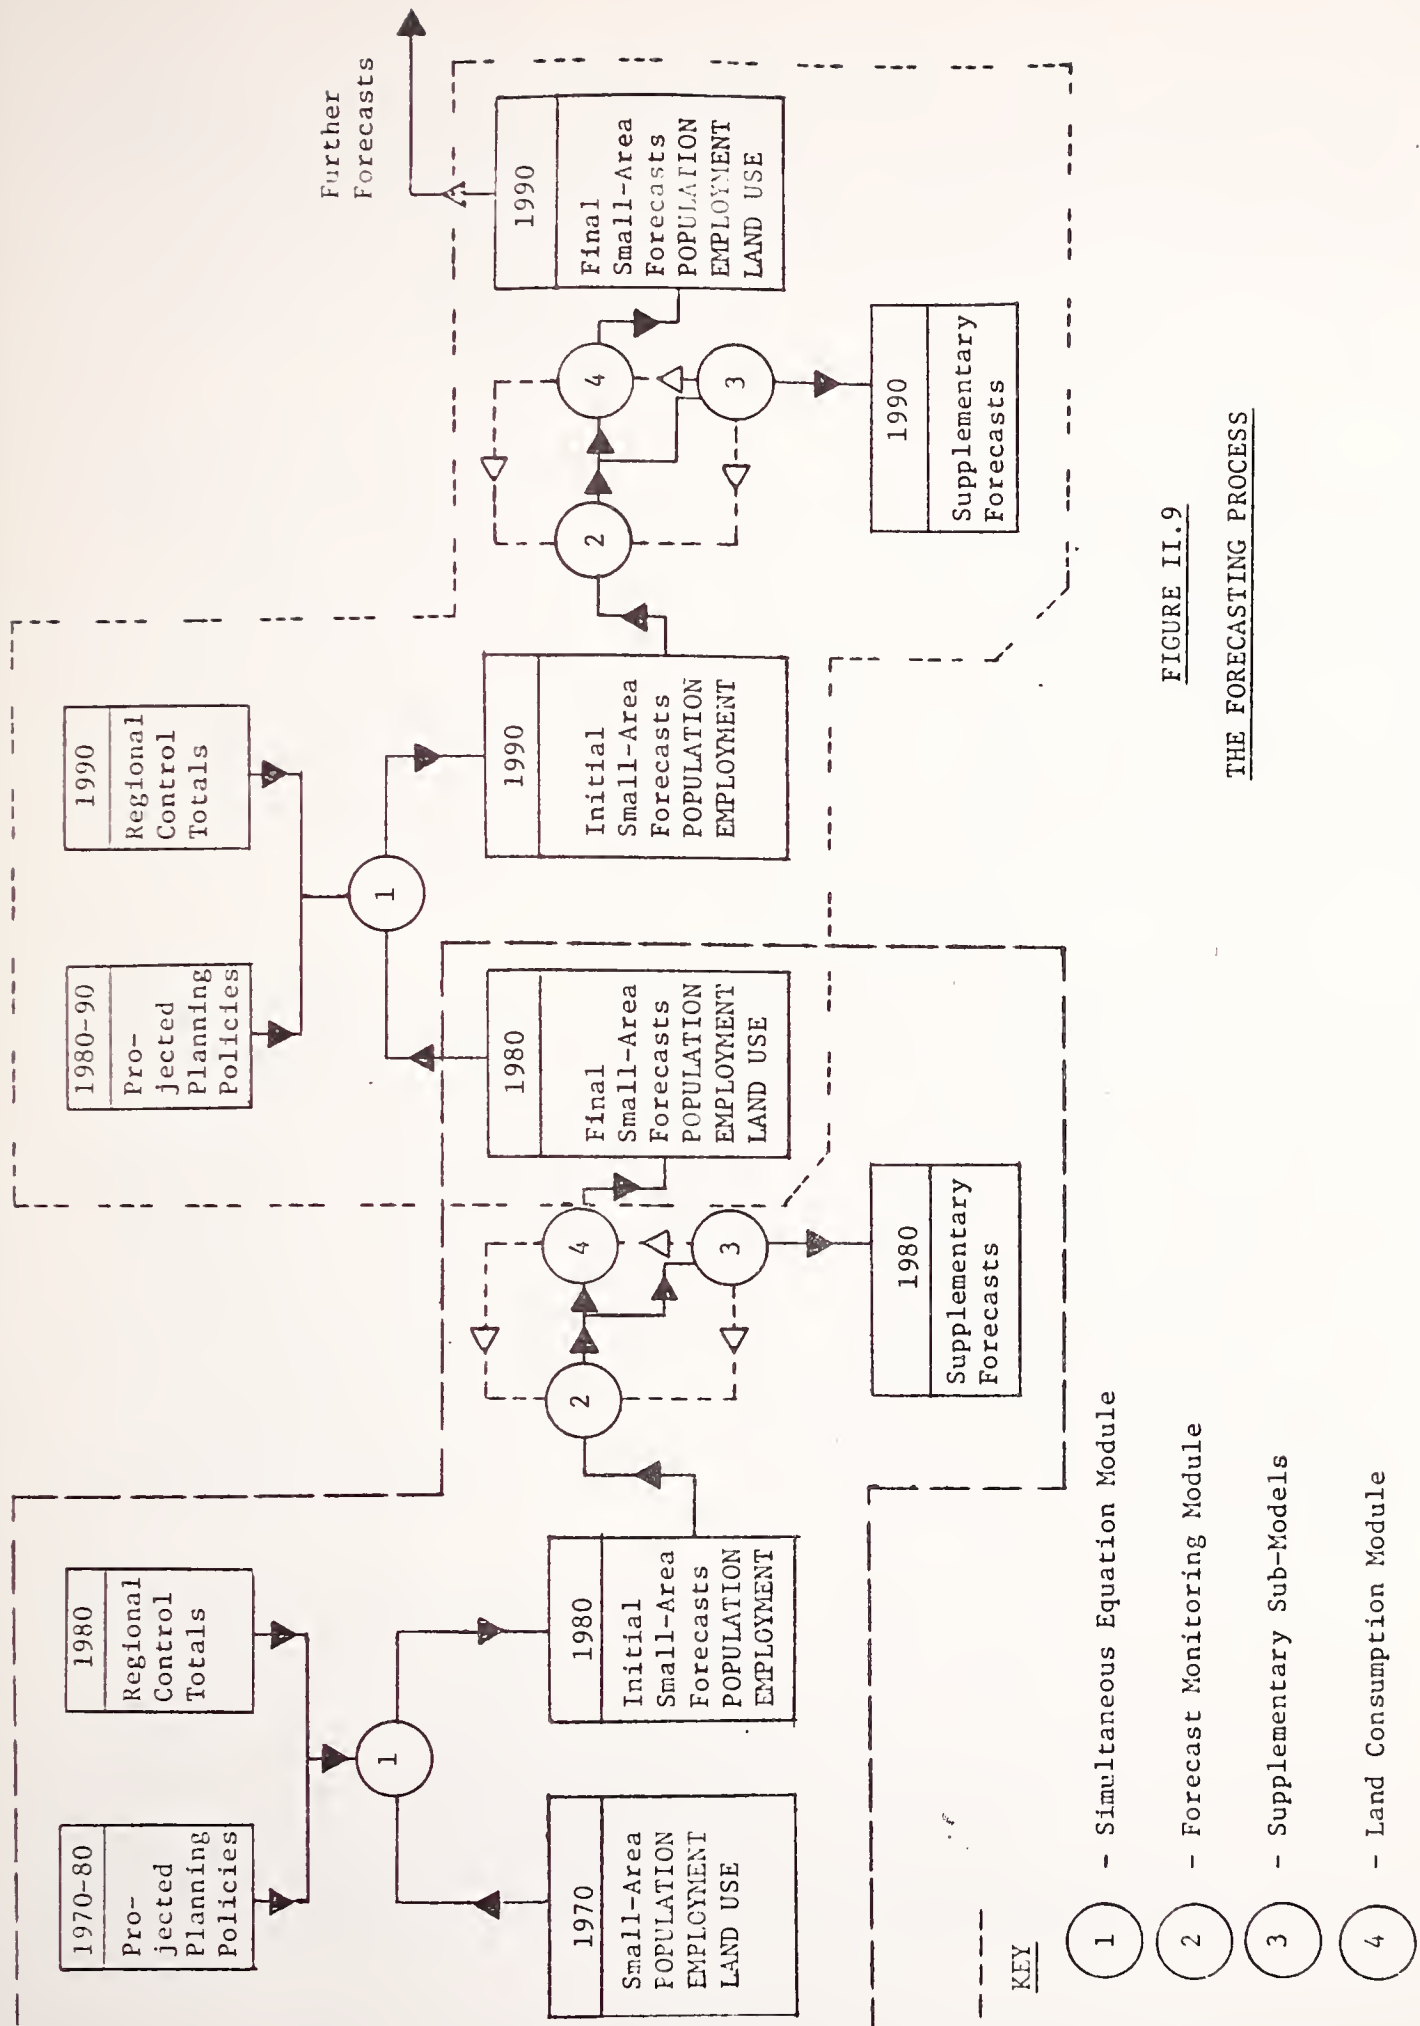 1970-80
Pro-
jected
Planning
Policies
1980
Regional
Control
Totals
1
1970
Small-Area
POPULATION
EMPLOYMENT
LAND USE
1980
Initial
Small-Area
Forecasts
POPULATION
EMPLOYMENT
2
4
3
1980
Supplementary
Forecasts
1980
Final
Small-Area
Forecasts
POPULATION
EMPLOYMENT
LAND USE
1980-90
Pro-
jected
Planning
Policies
1990
Regional
Control
Totals
1
1990
Initial
Small-Area
Forecasts
POPULATION
EMPLOYMENT
2
4
3
1990
Supplementary
Forecasts
1990
Final
Small-Area
Forecasts
POPULATION
EMPLOYMENT
LAND USE
Further
Forecasts
KEY
1 - Simultaneous Equation Module
2 - Forecast Monitoring Module
3 - Supplementary Sub-Models
4 - Land Consumption Module
FIGURE II.9
THE FORECASTING PROCESS